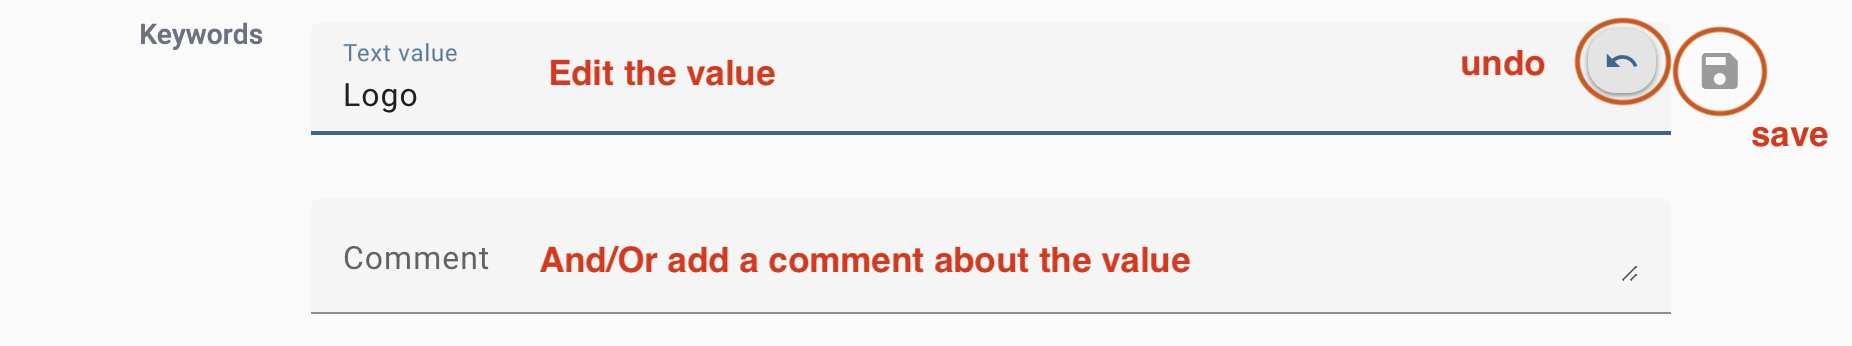 Keywords
Text value
Logo
Edit the value
undo
save
Comment
And/Or add a comment about the value